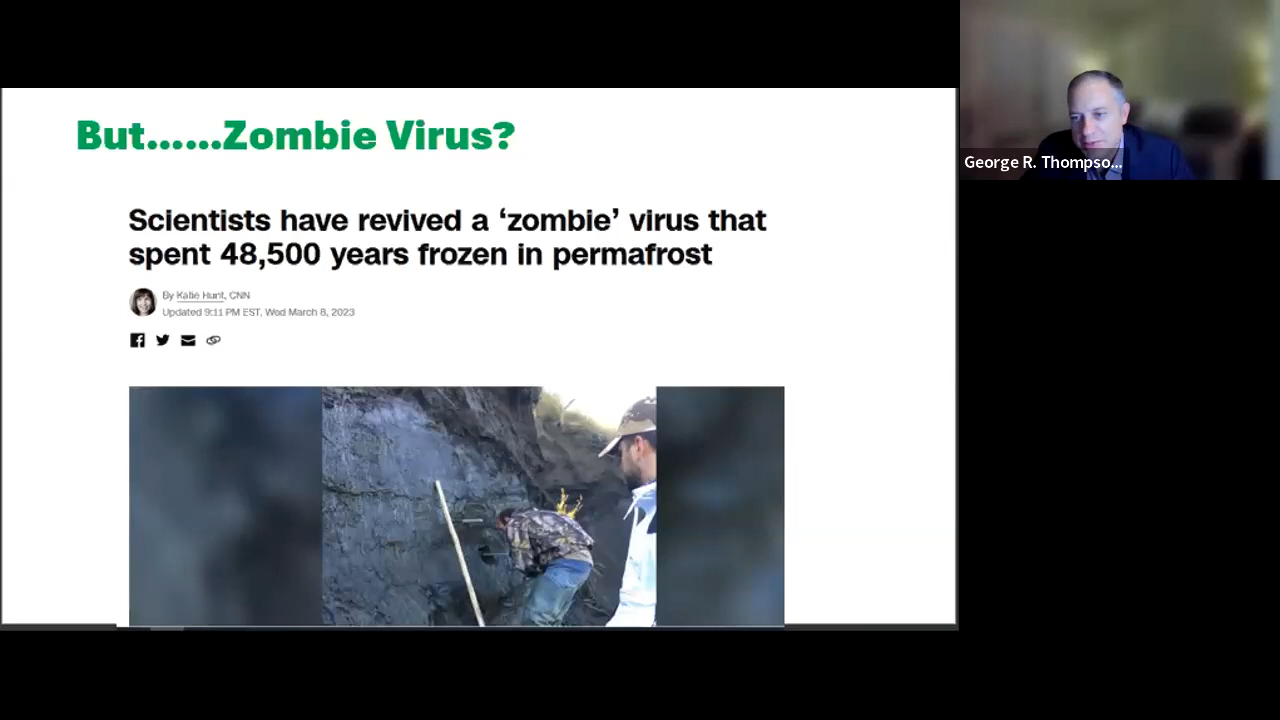 But......Zombie Virus?
Scientists have revived a ‘zombie’ virus that
spent 48,500 years frozen in permafrost
By Katie Hunt, CNN
Updated 9:11 PM EST, Wed March 8, 2023
George R. Thompso...